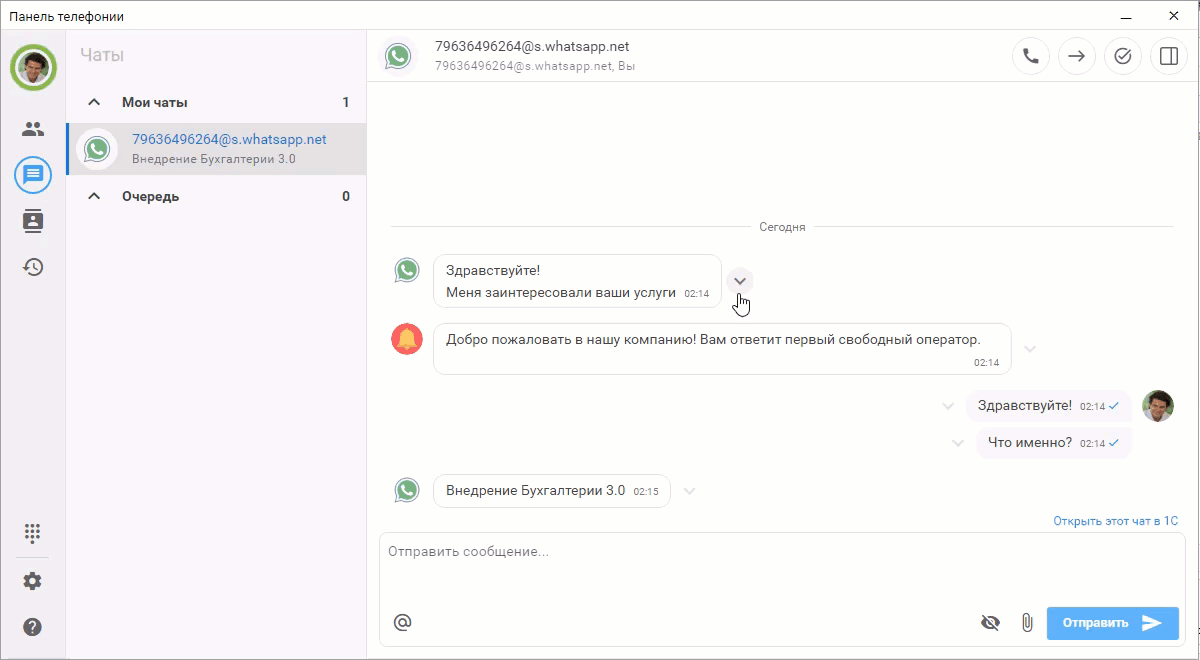 Панель телефонии
Чаты
Мои чаты 1
79636496264@s.whatsapp.net
Внедрение Бухгалтерии 3.0
Очередь 0
79636496264@s.whatsapp.net
79636496264@s.whatsapp.net, Вы
Сегодня
Здравствуйте!
Меня заинтересовали ваши услуги 02:14
Добро пожаловать в нашу компанию! Вам ответит первый свободный оператор.
02:14
Здравствуйте! 02:14
Что именно? 02:14
Внедрение Бухгалтерии 3.0 02:15
Открыть этот чат в 1С
Отправить сообщение...
@
Отправить